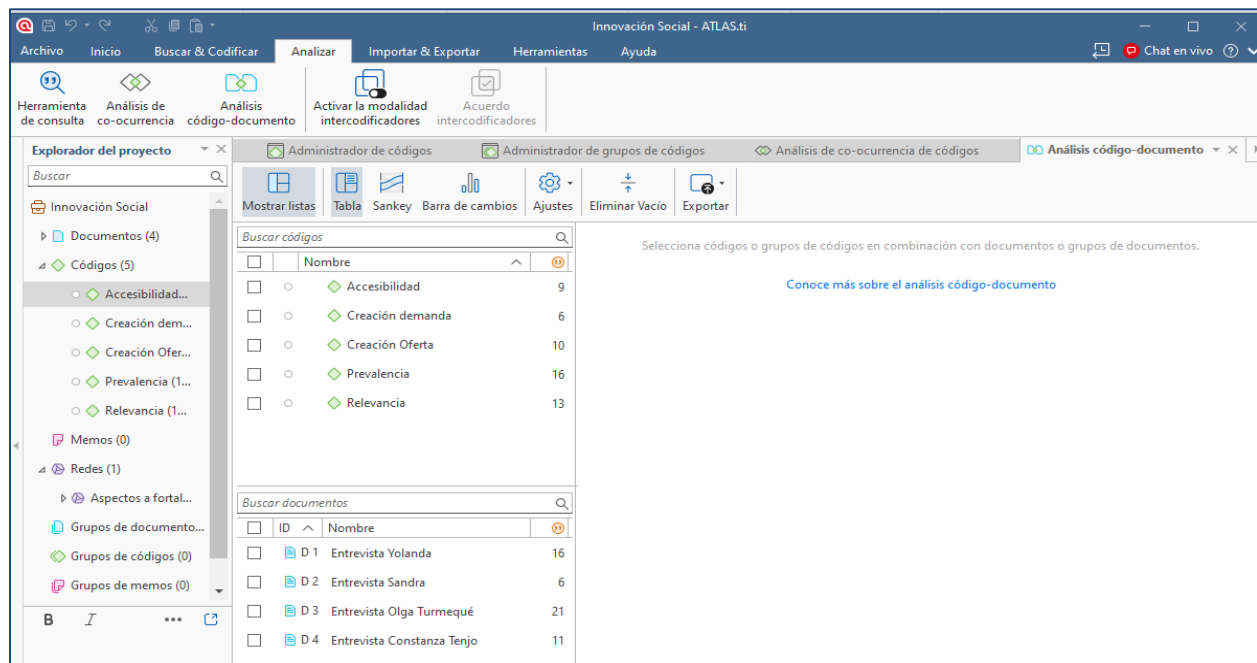 Innovación Social - ATLAS.ti
Archivo Inicio Buscar & Codificar Analizar Importar & Exportar Herramientas Ayuda Chat en vivo
Herramienta de consulta
Análisis de co-ocurrencia
Análisis código-documento
Activar la modalidad intercodificadores
Acuerdo intercodificadores
Explorador del proyecto
Buscar
Innovación Social
Documentos (4)
Códigos (5)
Accesibilidad...
Creación dem...
Creación Ofer...
Prevalencia (1...
Relevancia (1...
Memos (0)
Redes (1)
Aspectos a fortal...
Grupos de documento...
Grupos de códigos (0)
Grupos de memos (0)
B I ...
Administrador de códigos Administrador de grupos de códigos Análisis de co-ocurrencia de códigos Análisis código-documento
Mostrar listas Tabla Sankey Barra de cambios Ajustes Eliminar Vacío Exportar
Buscar códigos
Nombre
Accesibilidad 9
Creación demanda 6
Creación Oferta 10
Prevalencia 16
Relevancia 13
Buscar documentos
ID Nombre
D 1 Entrevista Yolanda 16
D 2 Entrevista Sandra 6
D 3 Entrevista Olga Turmequé 21
D 4 Entrevista Constanza Tenjo 11
Selecciona códigos o grupos de códigos en combinación con documentos o grupos de documentos.
Conoce más sobre el análisis código-documento